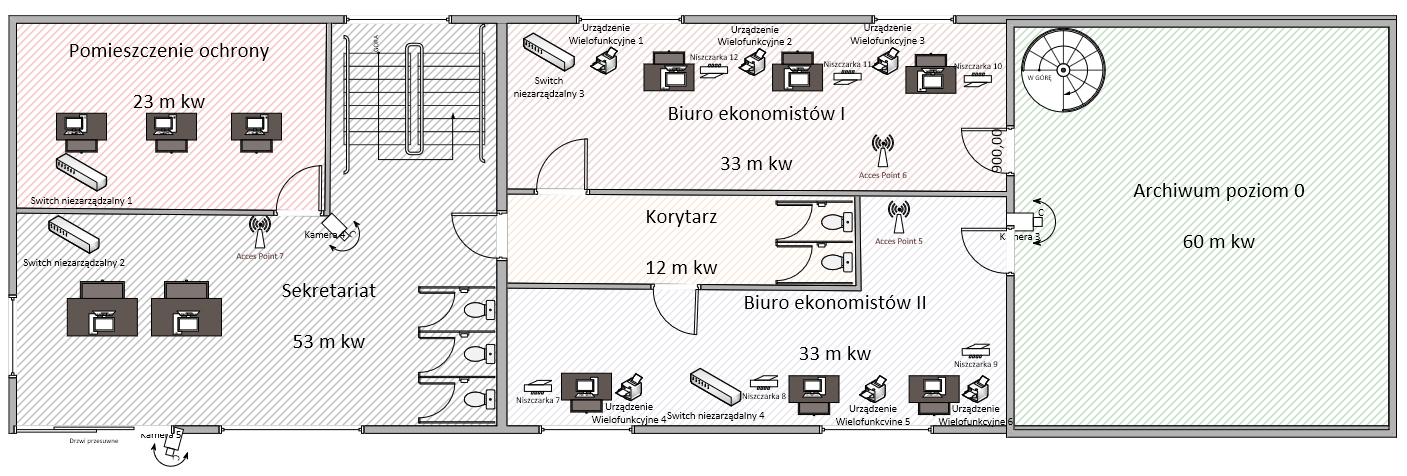 Pomieszczenie ochrony
23 m kw
Switch niezarządzalny 1
GÓRA
Urządzenie
Wielofunkcyjne 1
Urządzenie
Wielofunkcyjne 2
Urządzenie
Wielofunkcyjne 3
Switch
niezarządzalny 3
Niszczarka 12
Niszczarka 11
Niszczarka 10
Biuro ekonomistów I
33 m kw
Acces Point 6
900,00
W GÓRĘ
Archiwum poziom 0
60 m kw
Switch niezarządzalny 2
Acces Point 7
Kamera 4
Sekretariat
53 m kw
Korytarz
12 m kw
Acces Point 5
Kamera 3
Biuro ekonomistów II
33 m kw
Niszczarka 9
Niszczarka 7
Urządzenie
Wielofunkcyjne 4
Switch niezarządalny 4
Niszczarka 8
Urządzenie
Wielofunkcyjne 5
Urządzenie
Wielofunkcyjne 6
Drzwi przesuwne
Kamera 5